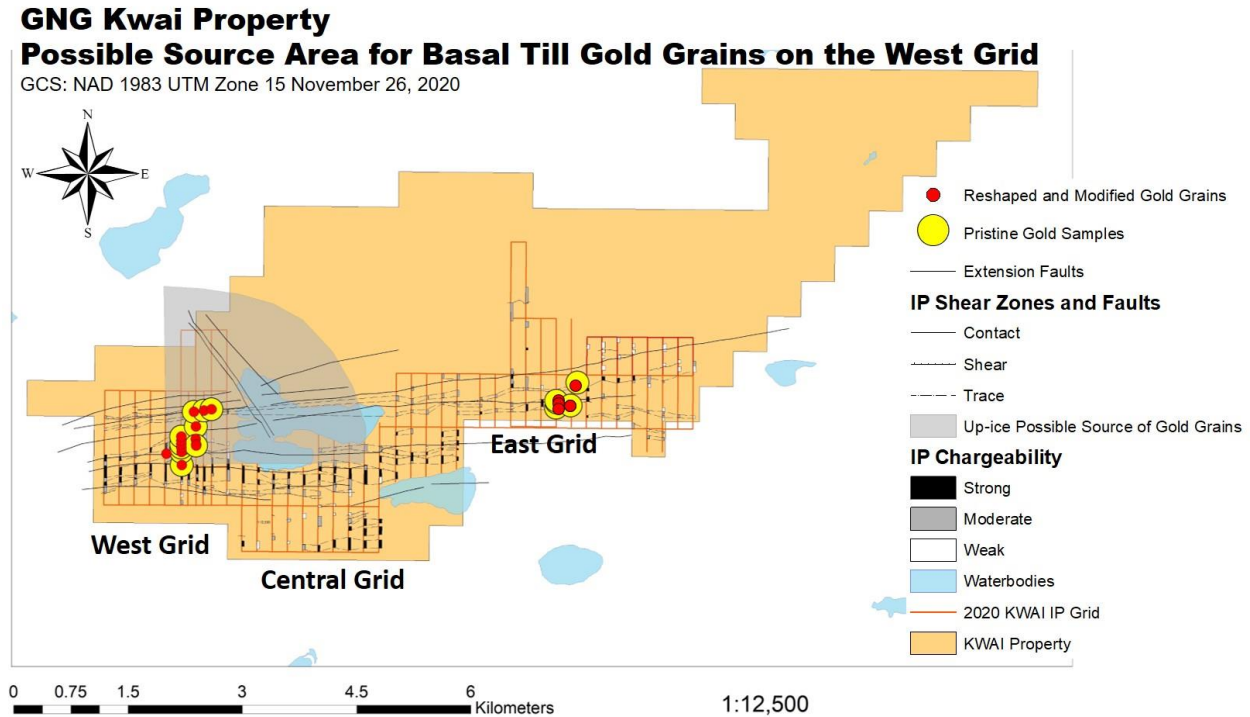 GNG Kwai Property
Possible Source Area for Basal Till Gold Grains on the West Grid
GCS: NAD 1983 UTM Zone 15 November 26, 2020
N
W
E
S
Reshaped and Modified Gold Grains
Pristine Gold Samples
Extension Faults
IP Shear Zones and Faults
Contact
Shear
Trace
Up-ice Possible Source of Gold Grains
IP Chargeability
Strong
Moderate
Weak
Waterbodies
2020 KWAI IP Grid
KWAI Property
East Grid
West Grid
Central Grid
0 0.75 1.5 3 4.5 6
Kilometers
1:12,500